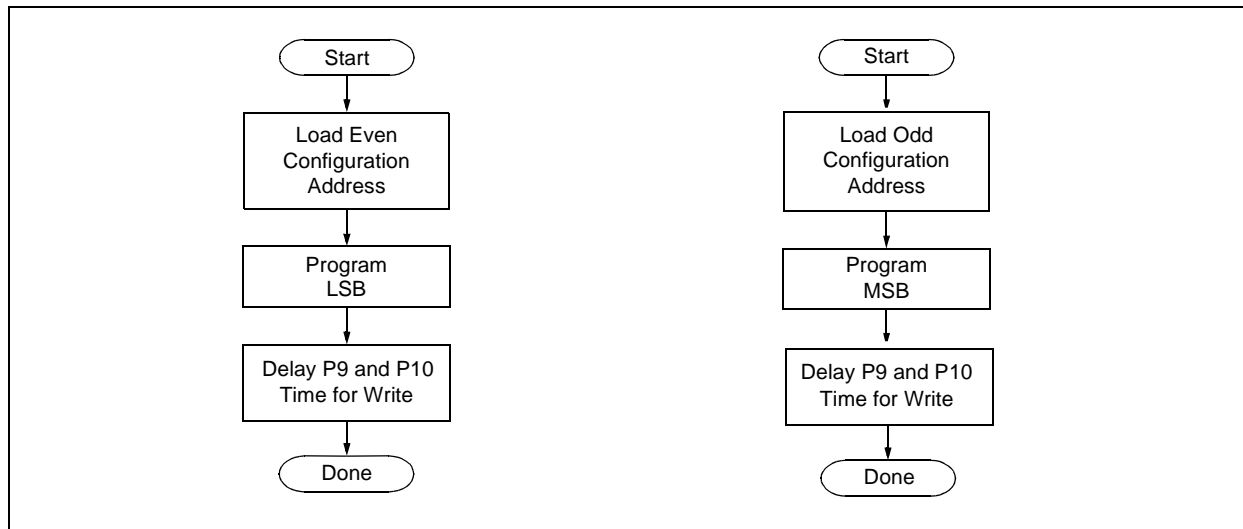 Start
Load Even
Configuration
Address
Program
LSB
Delay P9 and P10
Time for Write
Done
Start
Load Odd
Configuration
Address
Program
MSB
Delay P9 and P10
Time for Write
Done